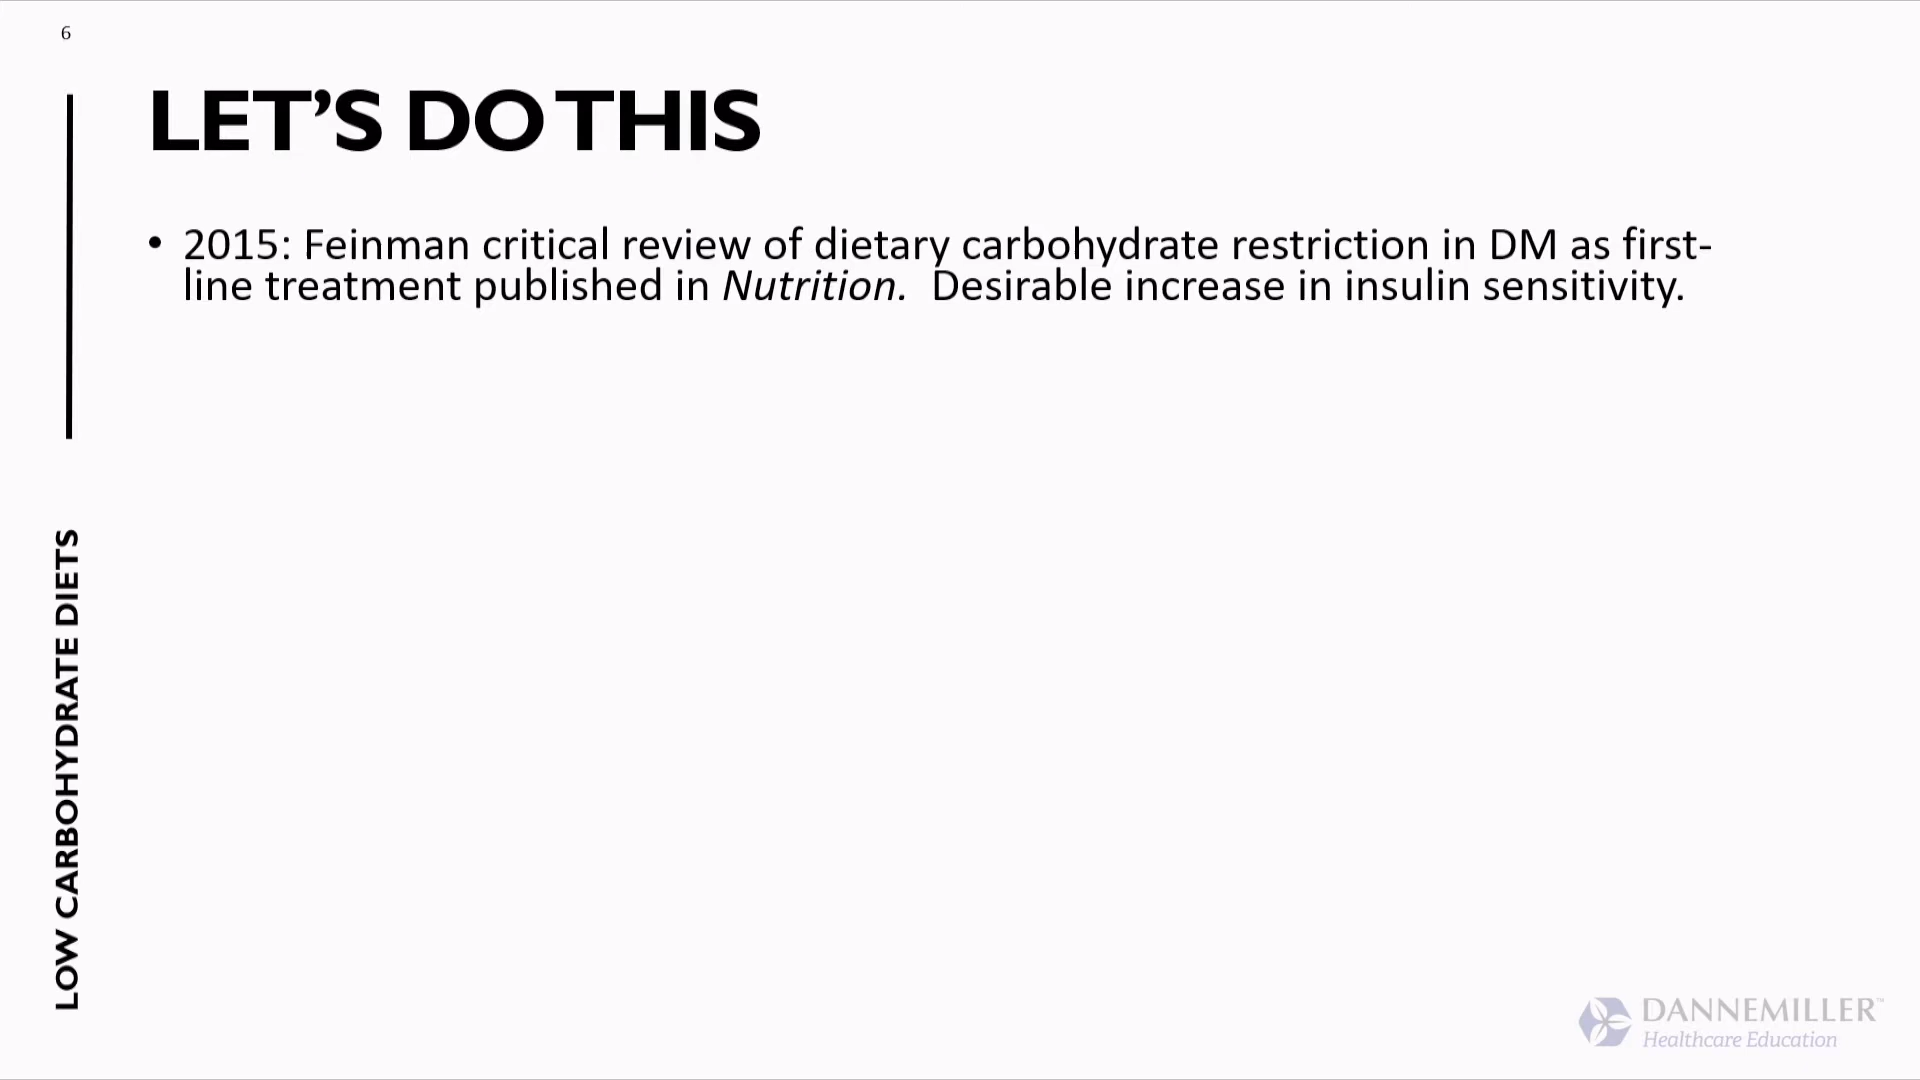 6
LET’S DO THIS
• 2015: Feinman critical review of dietary carbohydrate restriction in DM as first-
line treatment published in Nutrition.  Desirable increase in insulin sensitivity.
LOW CARBOHYDRATE DIETS
DANNEMILLER™
Healthcare Education